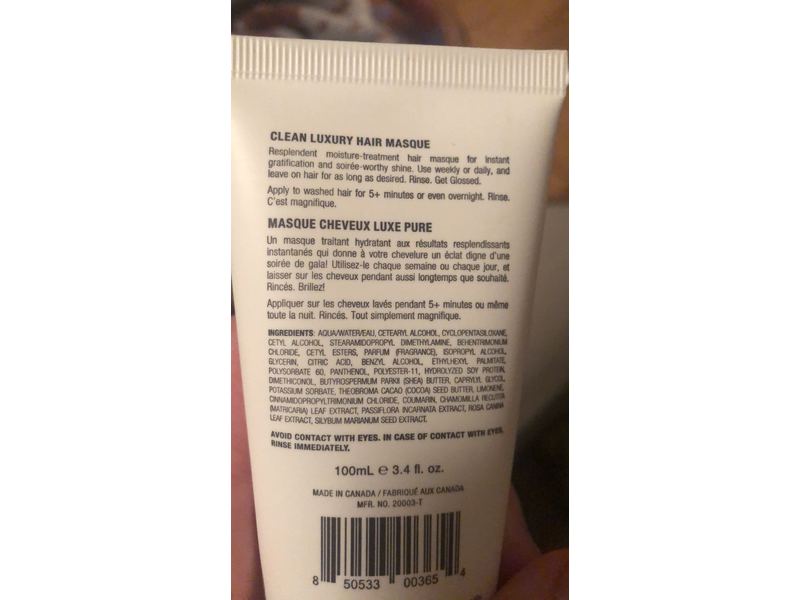 CLEAN LUXURY HAIR MASQUE
Resplendent moisture-treatment hair masque for instant
gratification and soirée-worthy shine. Use weekly or daily, and
leave on hair for as long as desired. Rinse. Get Glossed.
Apply to washed hair for 5+ minutes or even overnight. Rinse.
C'est magnifique.
MASQUE CHEVEUX LUXE PURE
Un masque traitant hydratant aux résultats resplendissants
instantanés qui donne à votre chevelure un éclat digne d'une
soirée de gala! Utilisez-le chaque semaine ou chaque jour, et
laisser sur les cheveux pendant aussi longtemps que souhaité.
Rincés. Brillez!
Appliquer sur les cheveux lavés pendant 5+ minutes ou même
toute la nuit. Rincés. Tout simplement magnifique.
INGREDIENTS: AQUA/WATER/EAU, CETEARYL ALCOHOL, CYCLOPENTASILOXANE,
CETYL ALCOHOL, STEARAMIDOPROPYL DIMETHYLAMINE, BEHENTRIMONIUM
CHLORIDE, CETYL ESTERS, PARFUM (FRAGRANCE), ISOPROPYL ALCOHOL,
GLYCERIN, CITRIC ACID, BENZYL ALCOHOL, ETHYLHEXYL PALMITATE,
POLYSORBATE 60, PANTHENOL, POLYESTER-11, HYDROLYZED SOY PROTEIN,
DIMETHICONOL, BUTYROSPERMUM PARKII (SHEA) BUTTER, CAPRYLYL GLYCOL,
POTASSIUM SORBATE, THEOBROMA CACAO (COCOA) SEED BUTTER, LIMONENE,
CINNAMIDOPROPYLTRIMONIUM CHLORIDE, COUMARIN, CHAMOMILLA RECUTITA
(MATRICARIA) LEAF EXTRACT, PASSIFLORA INCARNATA EXTRACT, ROSA CANINA
LEAF EXTRACT, SILYBUM MARIANUM SEED EXTRACT.
AVOID CONTACT WITH EYES. IN CASE OF CONTACT WITH EYES,
RINSE IMMEDIATELY.
100mL ℮ 3.4 fl. oz.
MADE IN CANADA / FABRIQUÉ AUX CANADA
MFR. NO. 20003-T
8 50533 00365 4